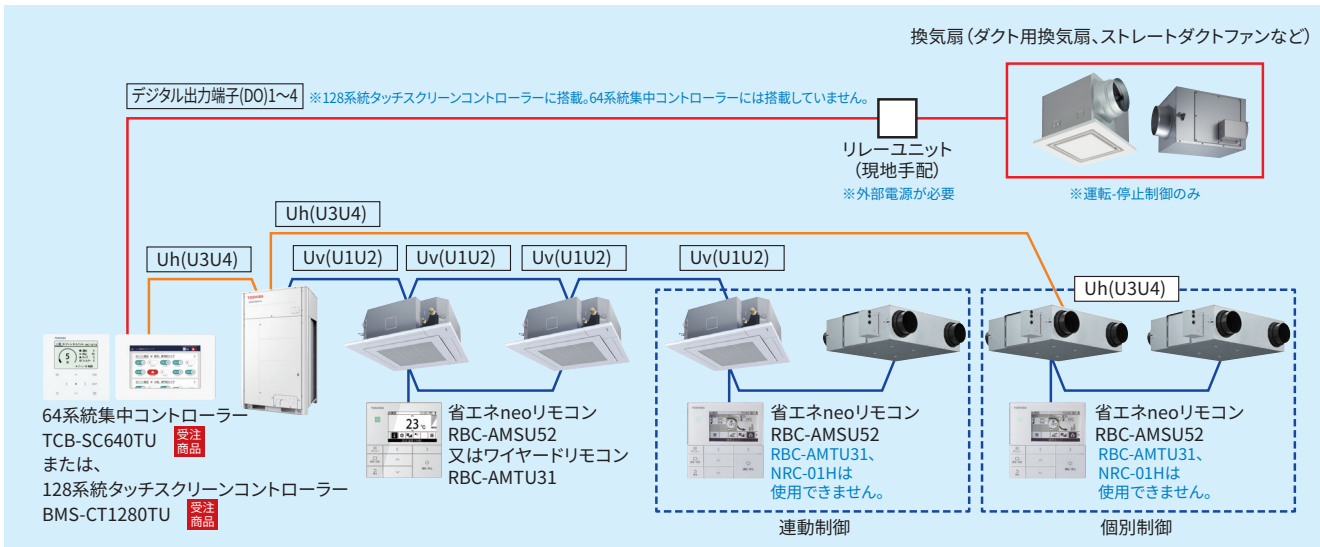 換気扇（ダクト用換気扇、ストレートダクトファンなど）
デジタル出力端子(DO)1～4
※128系統タッチスクリーンコントローラーに搭載。64系統集中コントローラーには搭載していません。
リレーユニット
（現地手配）
※外部電源が必要
※運転-停止制御のみ
Uh(U3U4)
Uh(U3U4)
Uv(U1U2)
Uv(U1U2)
Uv(U1U2)
Uv(U1U2)
Uh(U3U4)
TOSHIBA
5
23℃
64系統集中コントローラー
TCB-SC640TU
受注
商品
または、
128系統タッチスクリーンコントローラー
BMS-CT1280TU
受注
商品
省エネneoリモコン
RBC-AMSU52
又はワイヤードリモコン
RBC-AMTU31
省エネneoリモコン
RBC-AMSU52
RBC-AMTU31、
NRC-01Hは
使用できません。
連動制御
省エネneoリモコン
RBC-AMSU52
RBC-AMTU31、
NRC-01Hは
使用できません。
個別制御